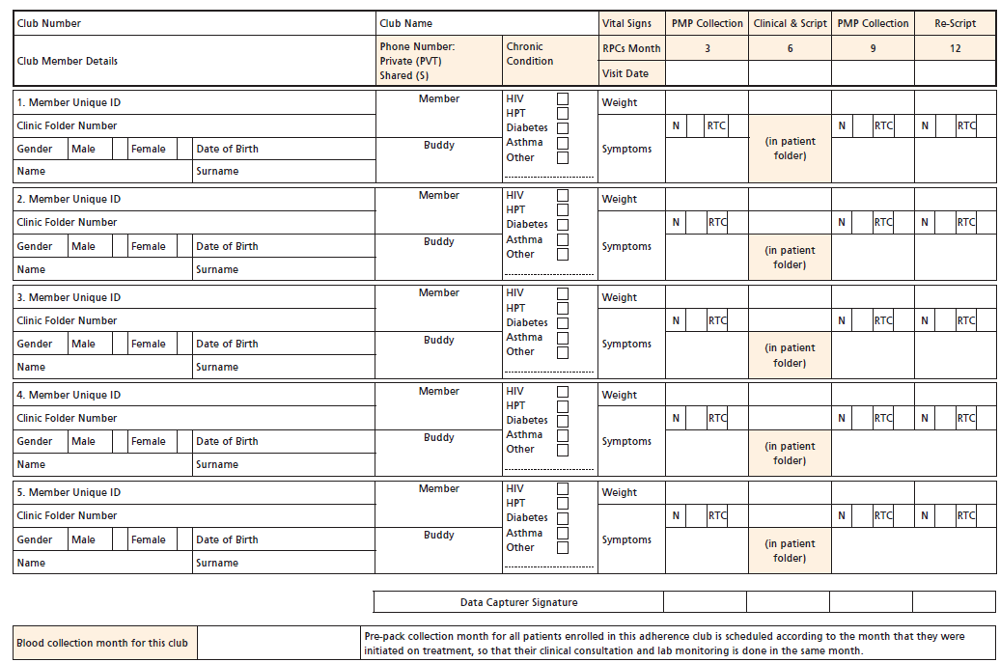 Club Number Club Name Vital Signs PMP Collection Clinical & Script PMP Collection Re-Script
Club Member Details Phone Number: Private (PVT) Shared (S) Chronic Condition RPCs Month 3 6 9 12
Visit Date
1. Member Unique ID Member HIV Weight
Clinic Folder Number HPT N RTC N RTC N RTC
Diabetes
Gender Male Female Date of Birth Buddy Asthma Symptoms (in patient folder)
Name Surname Other
2. Member Unique ID Member HIV Weight
Clinic Folder Number HPT N RTC N RTC N RTC
Diabetes
Gender Male Female Date of Birth Buddy Asthma Symptoms (in patient folder)
Name Surname Other
3. Member Unique ID Member HIV Weight
Clinic Folder Number HPT N RTC N RTC N RTC
Diabetes
Gender Male Female Date of Birth Buddy Asthma Symptoms (in patient folder)
Name Surname Other
4. Member Unique ID Member HIV Weight
Clinic Folder Number HPT N RTC N RTC N RTC
Diabetes
Gender Male Female Date of Birth Buddy Asthma Symptoms (in patient folder)
Name Surname Other
5. Member Unique ID Member HIV Weight
Clinic Folder Number HPT N RTC N RTC N RTC
Diabetes
Gender Male Female Date of Birth Buddy Asthma Symptoms (in patient folder)
Name Surname Other
Data Capturer Signature
Blood collection month for this club
Pre-pack collection month for all patients enrolled in this adherence club is scheduled according to the month that they were
initiated on treatment, so that their clinical consultation and lab monitoring is done in the same month.